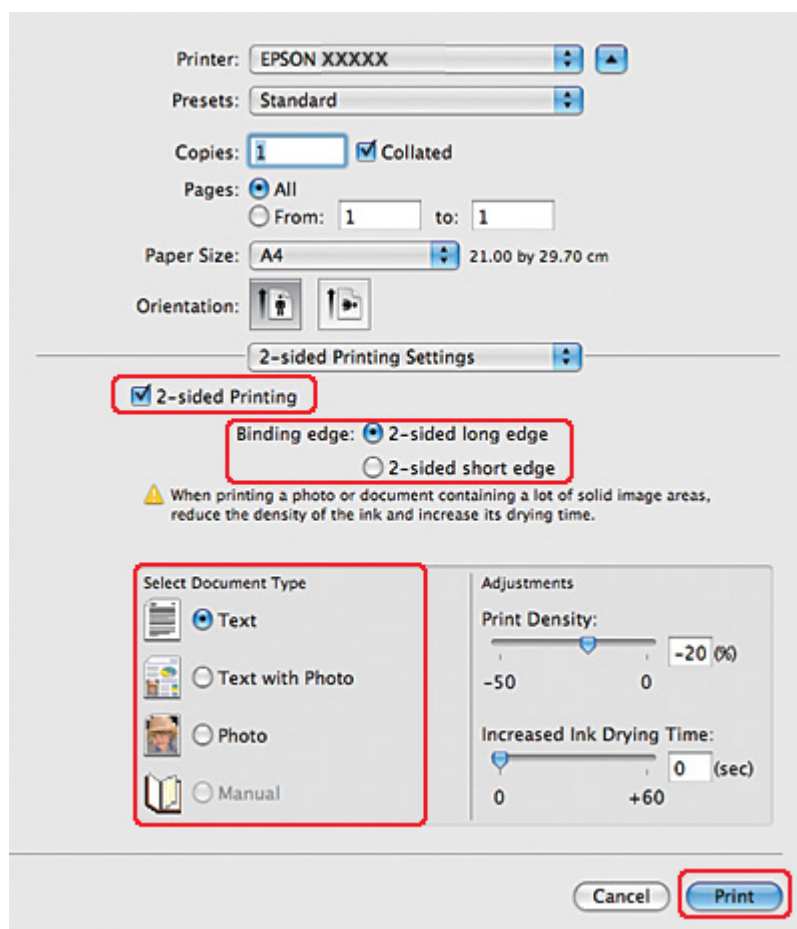 Printer: EPSON XXXXX
Presets: Standard
Copies: 1 Collated
Pages: All
From: 1 to: 1
Paper Size: A4 21.00 by 29.70 cm
Orientation:
2-sided Printing Settings
2-sided Printing
Binding edge: 2-sided long edge
2-sided short edge
When printing a photo or document containing a lot of solid image areas,
reduce the density of the ink and increase its drying time.
Select Document Type
Text
Text with Photo
Photo
Manual
Adjustments
Print Density:
-20 (%)
-50 0
Increased Ink Drying Time:
0 (sec)
0 +60
Cancel Print